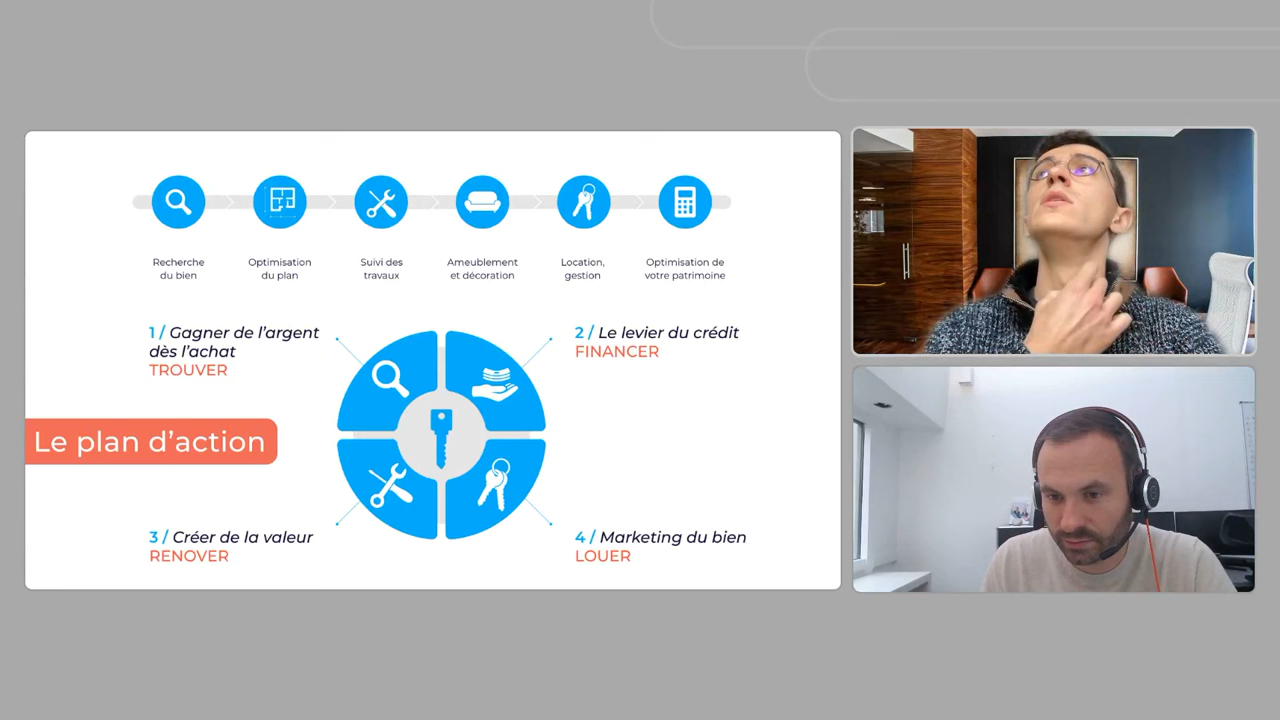 Recherche
du bien
Optimisation
du plan
Suivi des
travaux
Ameublement
et décoration
Location,
gestion
Optimisation de
votre patrimoine
1 / Gagner de l'argent
dès l'achat
TROUVER
2 / Le levier du crédit
FINANCER
Le plan d'action
3 / Créer de la valeur
RENOVER
4 / Marketing du bien
LOUER